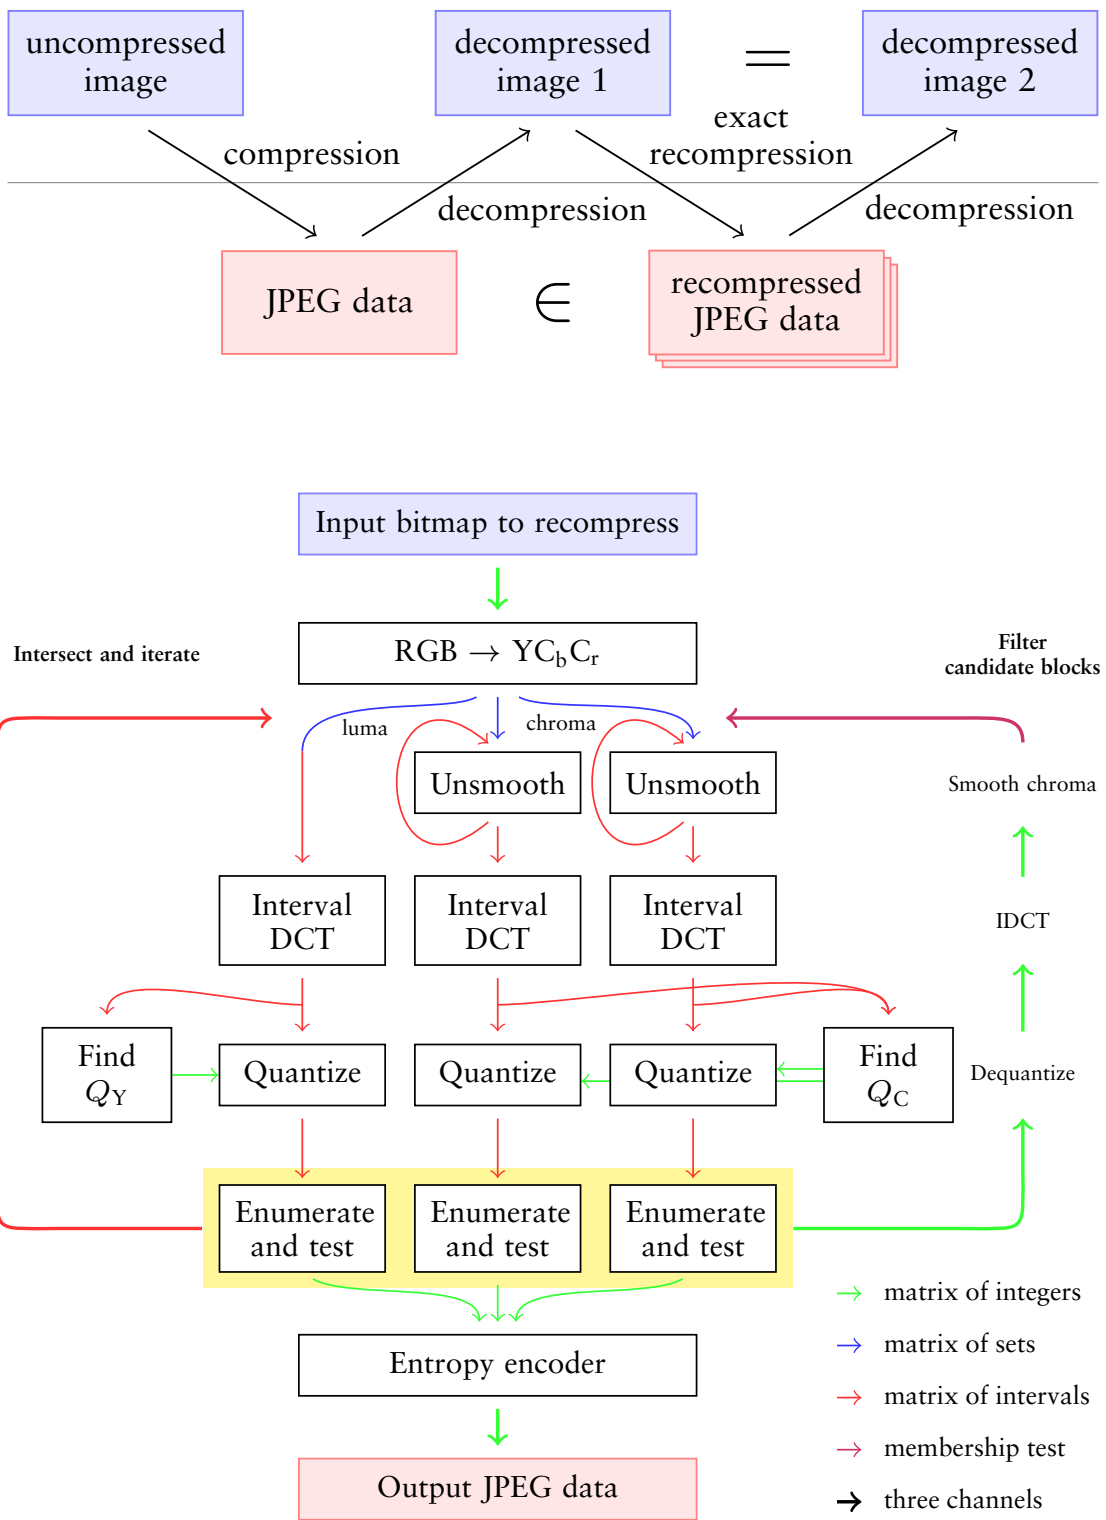 uncompressed
image
decompressed
image 1
=
decompressed
image 2
compression
exact
recompression
decompression
decompression
JPEG data
∈
recompressed
JPEG data
Input bitmap to recompress
RGB → YC_bC_r
Intersect and iterate
Filter
candidate blocks
luma
chroma
Unsmooth
Unsmooth
Smooth chroma
Interval
DCT
Interval
DCT
Interval
DCT
IDCT
Find
Q_Y
Quantize
Quantize
Quantize
Find
Q_C
Dequantize
Enumerate
and test
Enumerate
and test
Enumerate
and test
Entropy encoder
Output JPEG data
matrix of integers
matrix of sets
matrix of intervals
membership test
three channels